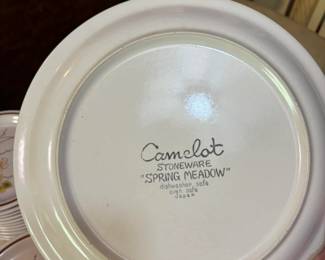 Camelot
STONEWARE
"SPRING MEADOW"
dishwasher safe
oven safe
Japan